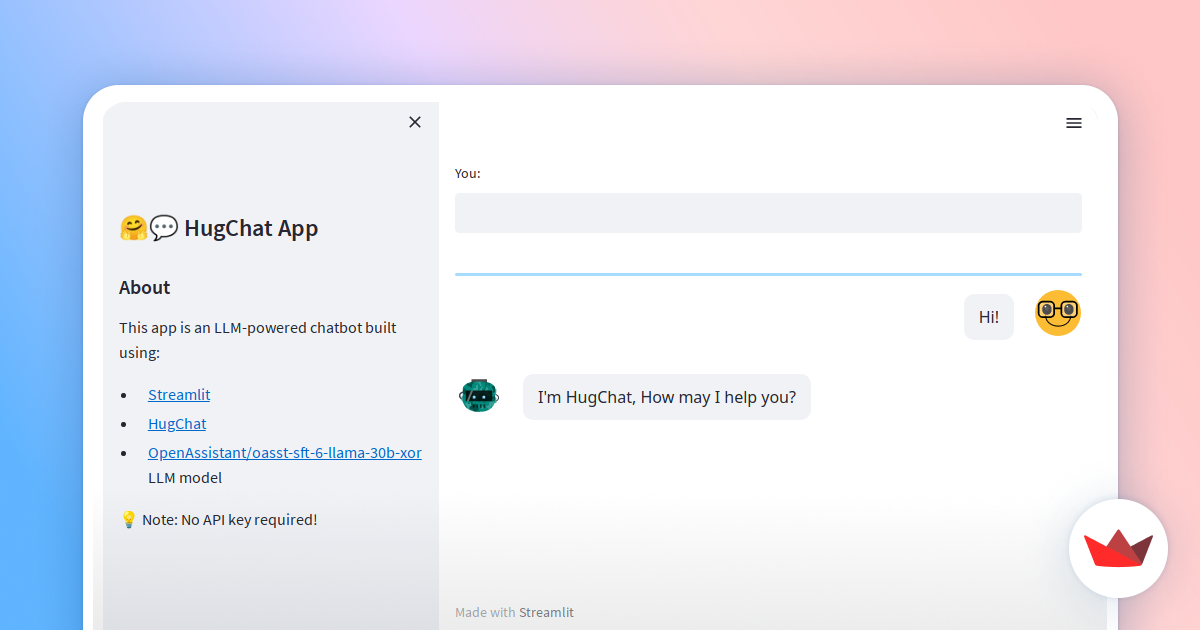 🤗💬 HugChat App
About
This app is an LLM-powered chatbot built
using:
• Streamlit
• HugChat
• OpenAssistant/oasst-sft-6-llama-30b-xor
LLM model
💡 Note: No API key required!
You:
Hi!
I'm HugChat, How may I help you?
Made with Streamlit